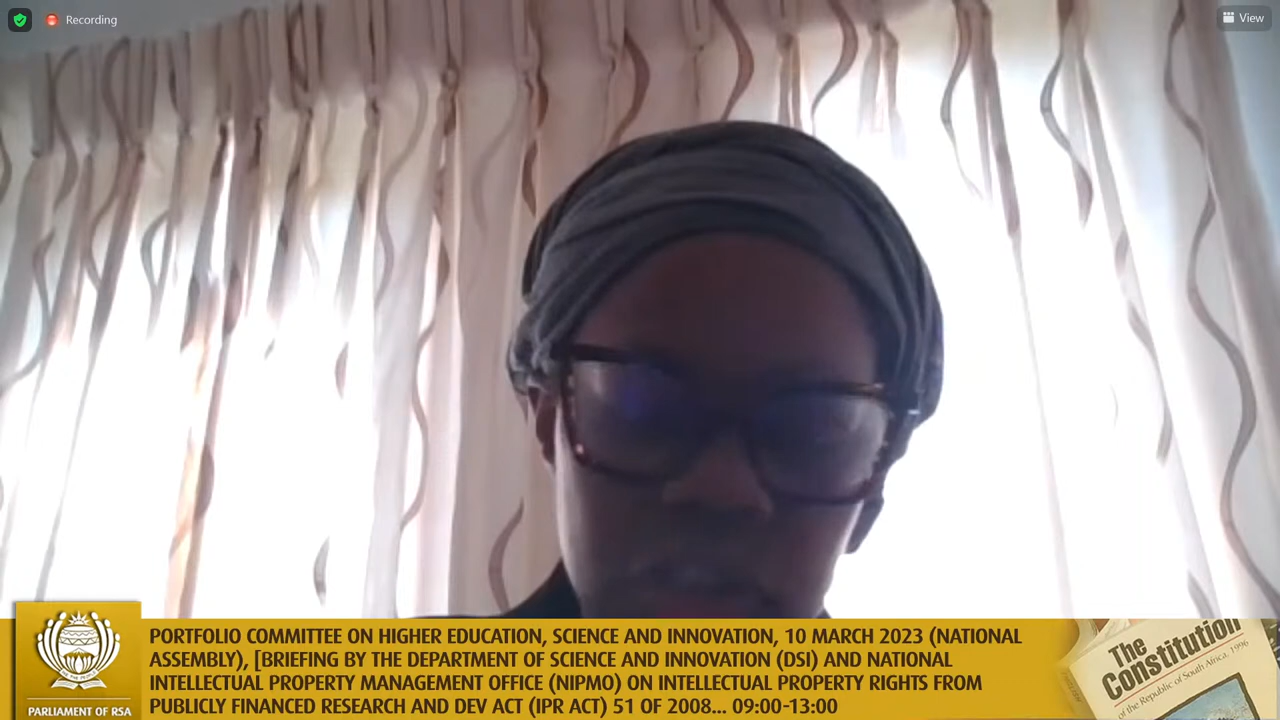 Recording
View
PORTFOLIO COMMITTEE ON HIGHER EDUCATION, SCIENCE AND INNOVATION, 10 MARCH 2023 (NATIONAL
ASSEMBLY), [BRIEFING BY THE DEPARTMENT OF SCIENCE AND INNOVATION (DSI) AND NATIONAL
INTELLECTUAL PROPERTY MANAGEMENT OFFICE (NIPMO) ON INTELLECTUAL PROPERTY RIGHTS FROM
PUBLICLY FINANCED RESEARCH AND DEV ACT (IPR ACT) 51 OF 2008... 09:00-13:00
PARLIAMENT OF RSA
The
Constitution
of the Republic of South Africa, 1996